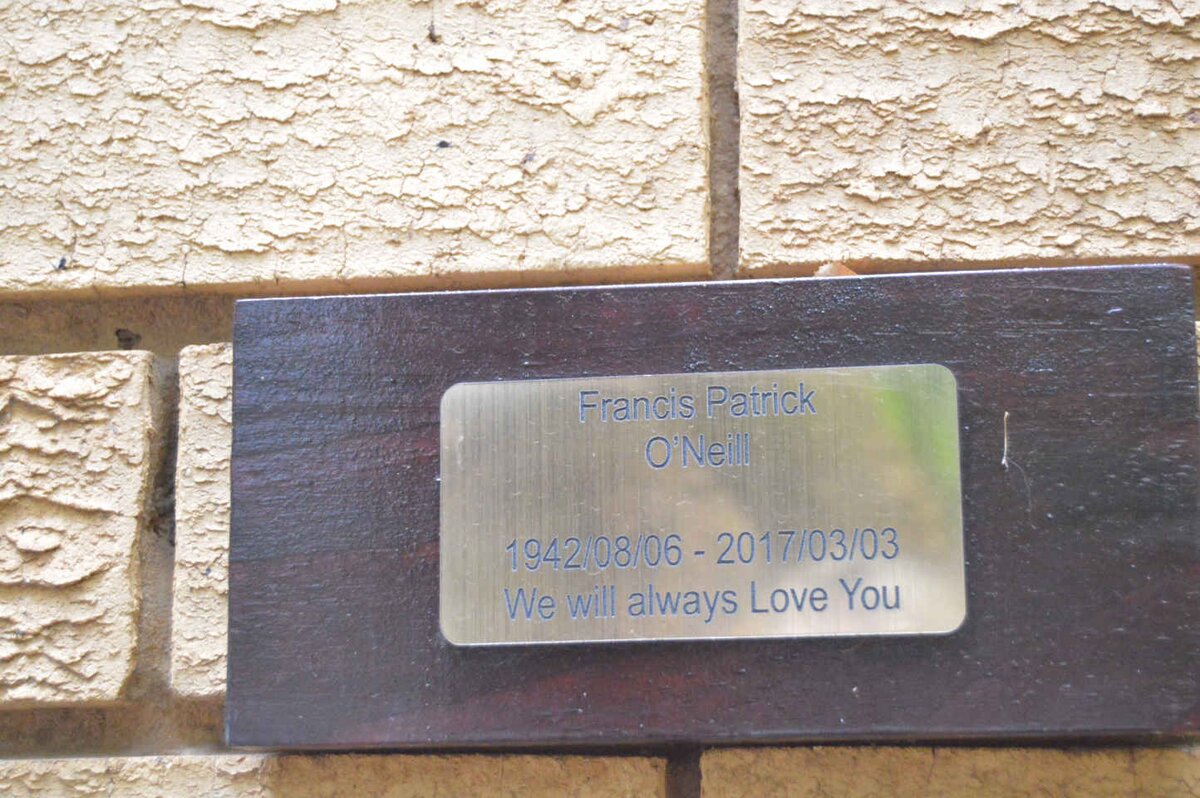 Francis Patrick
O'Neill
1942/08/06 - 2017/03/03
We will always Love You